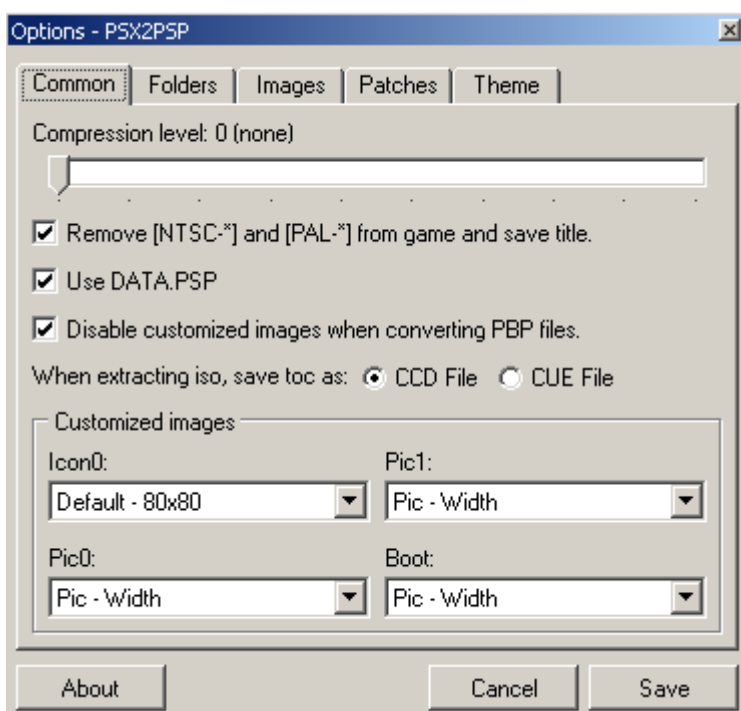 Options - PSX2PSP
Common
Folders
Images
Patches
Theme
Compression level: 0 (none)
Remove [NTSC-*] and [PAL-*] from game and save title.
Use DATA.PSP
Disable customized images when converting PBP files.
When extracting iso, save toc as: CCD File CUE File
Customized images
Icon0: Pic1:
Default - 80x80 Pic - Width
Pic0: Boot:
Pic - Width Pic - Width
About Cancel Save